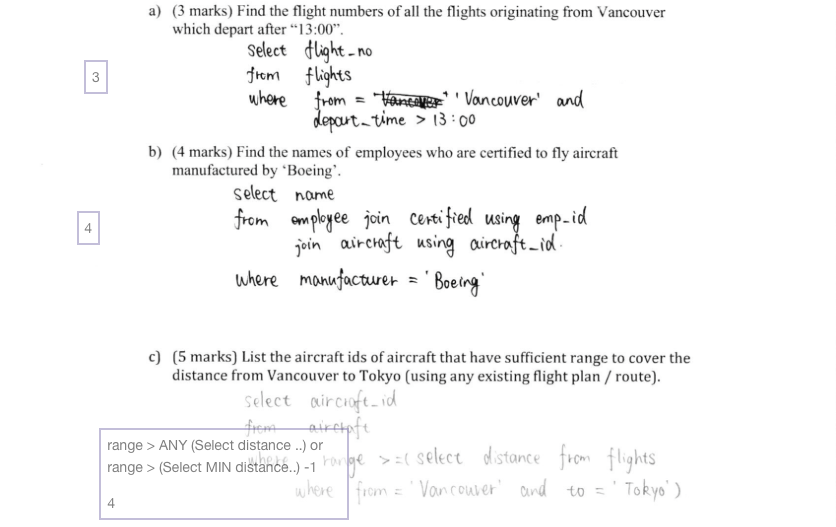 a) (3 marks) Find the flight numbers of all the flights originating from Vancouver
which depart after “13:00”.
select flight_no
from flights
where from = 'Vancouver' and
depart_time > 13:00
3
b) (4 marks) Find the names of employees who are certified to fly aircraft
manufactured by ‘Boeing’.
select name
from employee join certified using emp_id
join aircraft using aircraft_id.
where manufacturer = 'Boeing'
4
c) (5 marks) List the aircraft ids of aircraft that have sufficient range to cover the
distance from Vancouver to Tokyo (using any existing flight plan / route).
select aircraft_id
from aircraft
where range >=( select distance from flights
where from = 'Vancouver' and to = 'Tokyo')
range > ANY (Select distance ..) or
range > (Select MIN distance..) -1
4